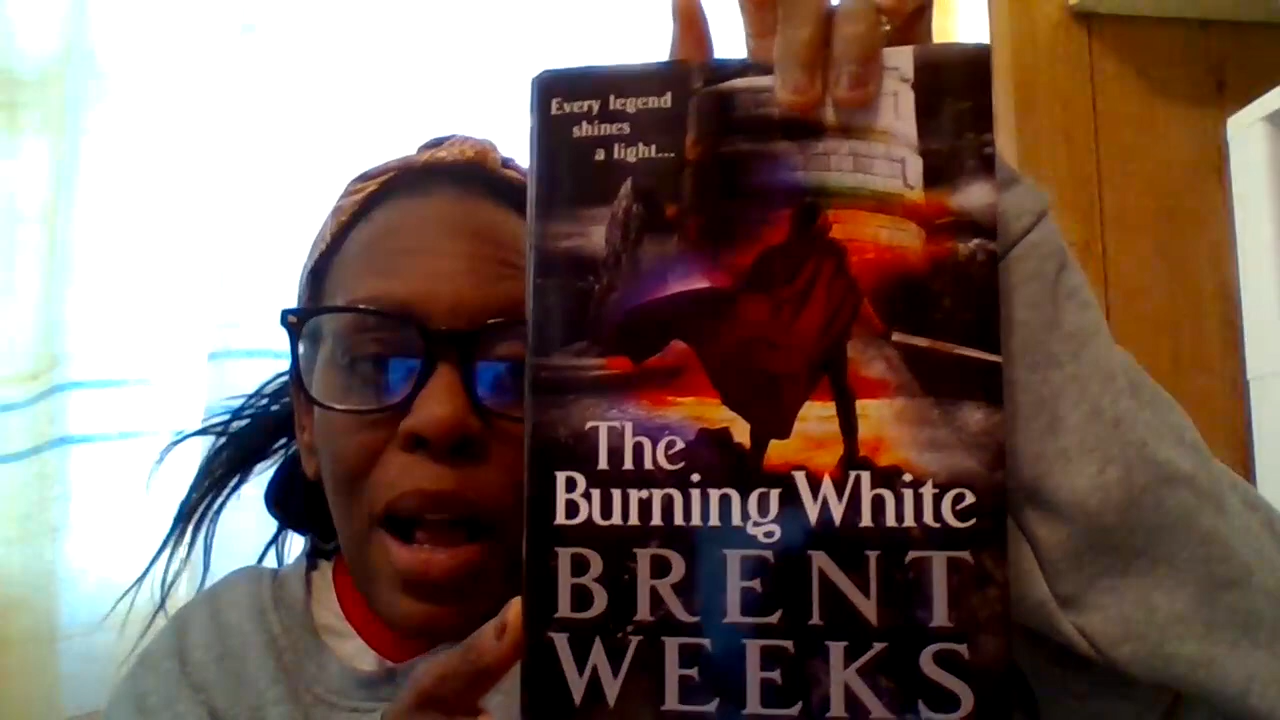 Every legend
shines
a light...
The
Burning White
BRENT
WEEKS